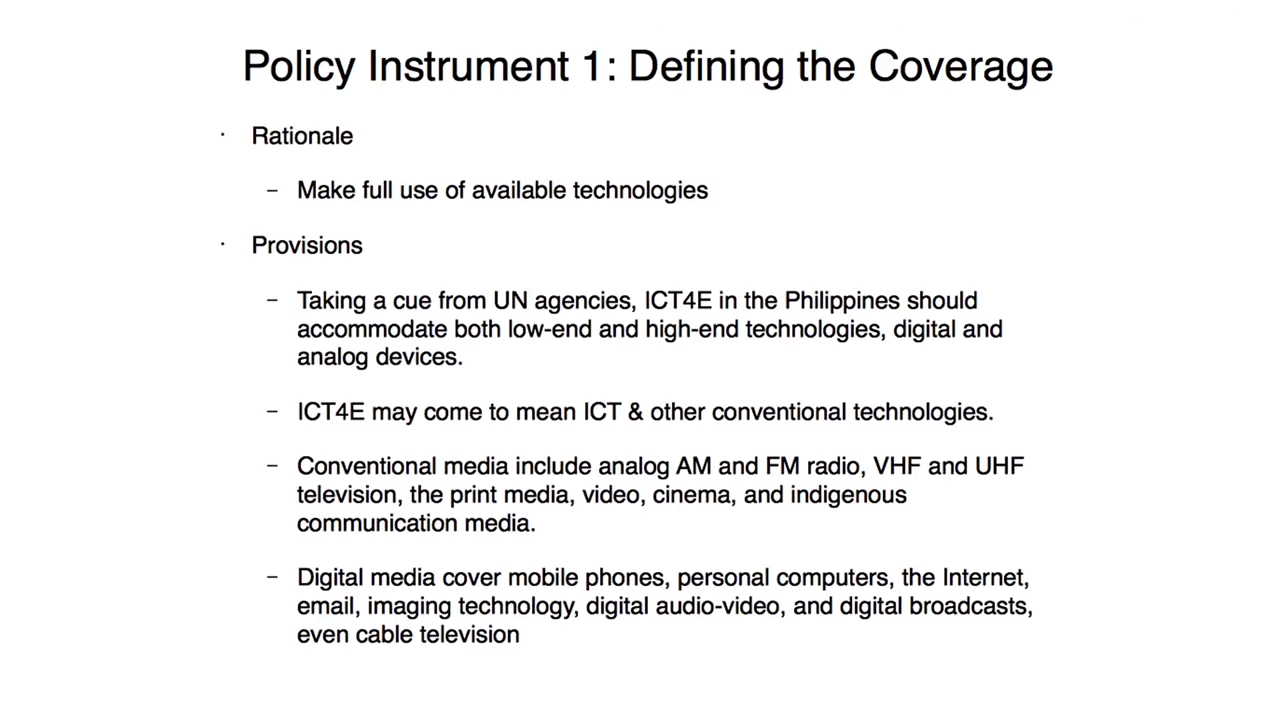 Policy Instrument 1: Defining the Coverage
· Rationale
– Make full use of available technologies
· Provisions
– Taking a cue from UN agencies, ICT4E in the Philippines should
accommodate both low-end and high-end technologies, digital and
analog devices.
– ICT4E may come to mean ICT & other conventional technologies.
– Conventional media include analog AM and FM radio, VHF and UHF
television, the print media, video, cinema, and indigenous
communication media.
– Digital media cover mobile phones, personal computers, the Internet,
email, imaging technology, digital audio-video, and digital broadcasts,
even cable television